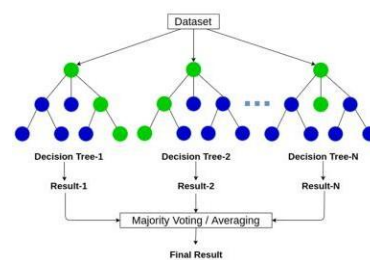 Dataset
Decision Tree-1 Decision Tree-2 Decision Tree-N
Result-1 Result-2 Result-N
Majority Voting / Averaging
Final Result